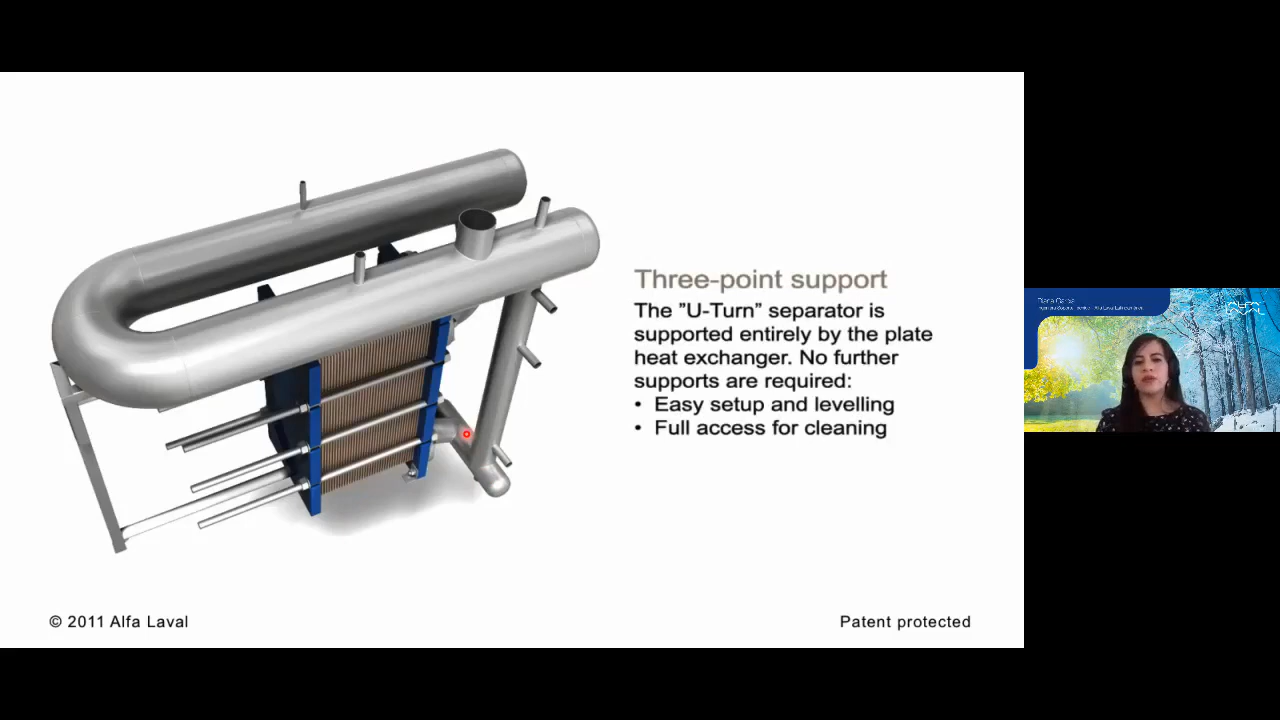 Three-point support
The ”U-Turn” separator is
supported entirely by the plate
heat exchanger. No further
supports are required:
• Easy setup and levelling
• Full access for cleaning
© 2011 Alfa Laval
Patent protected